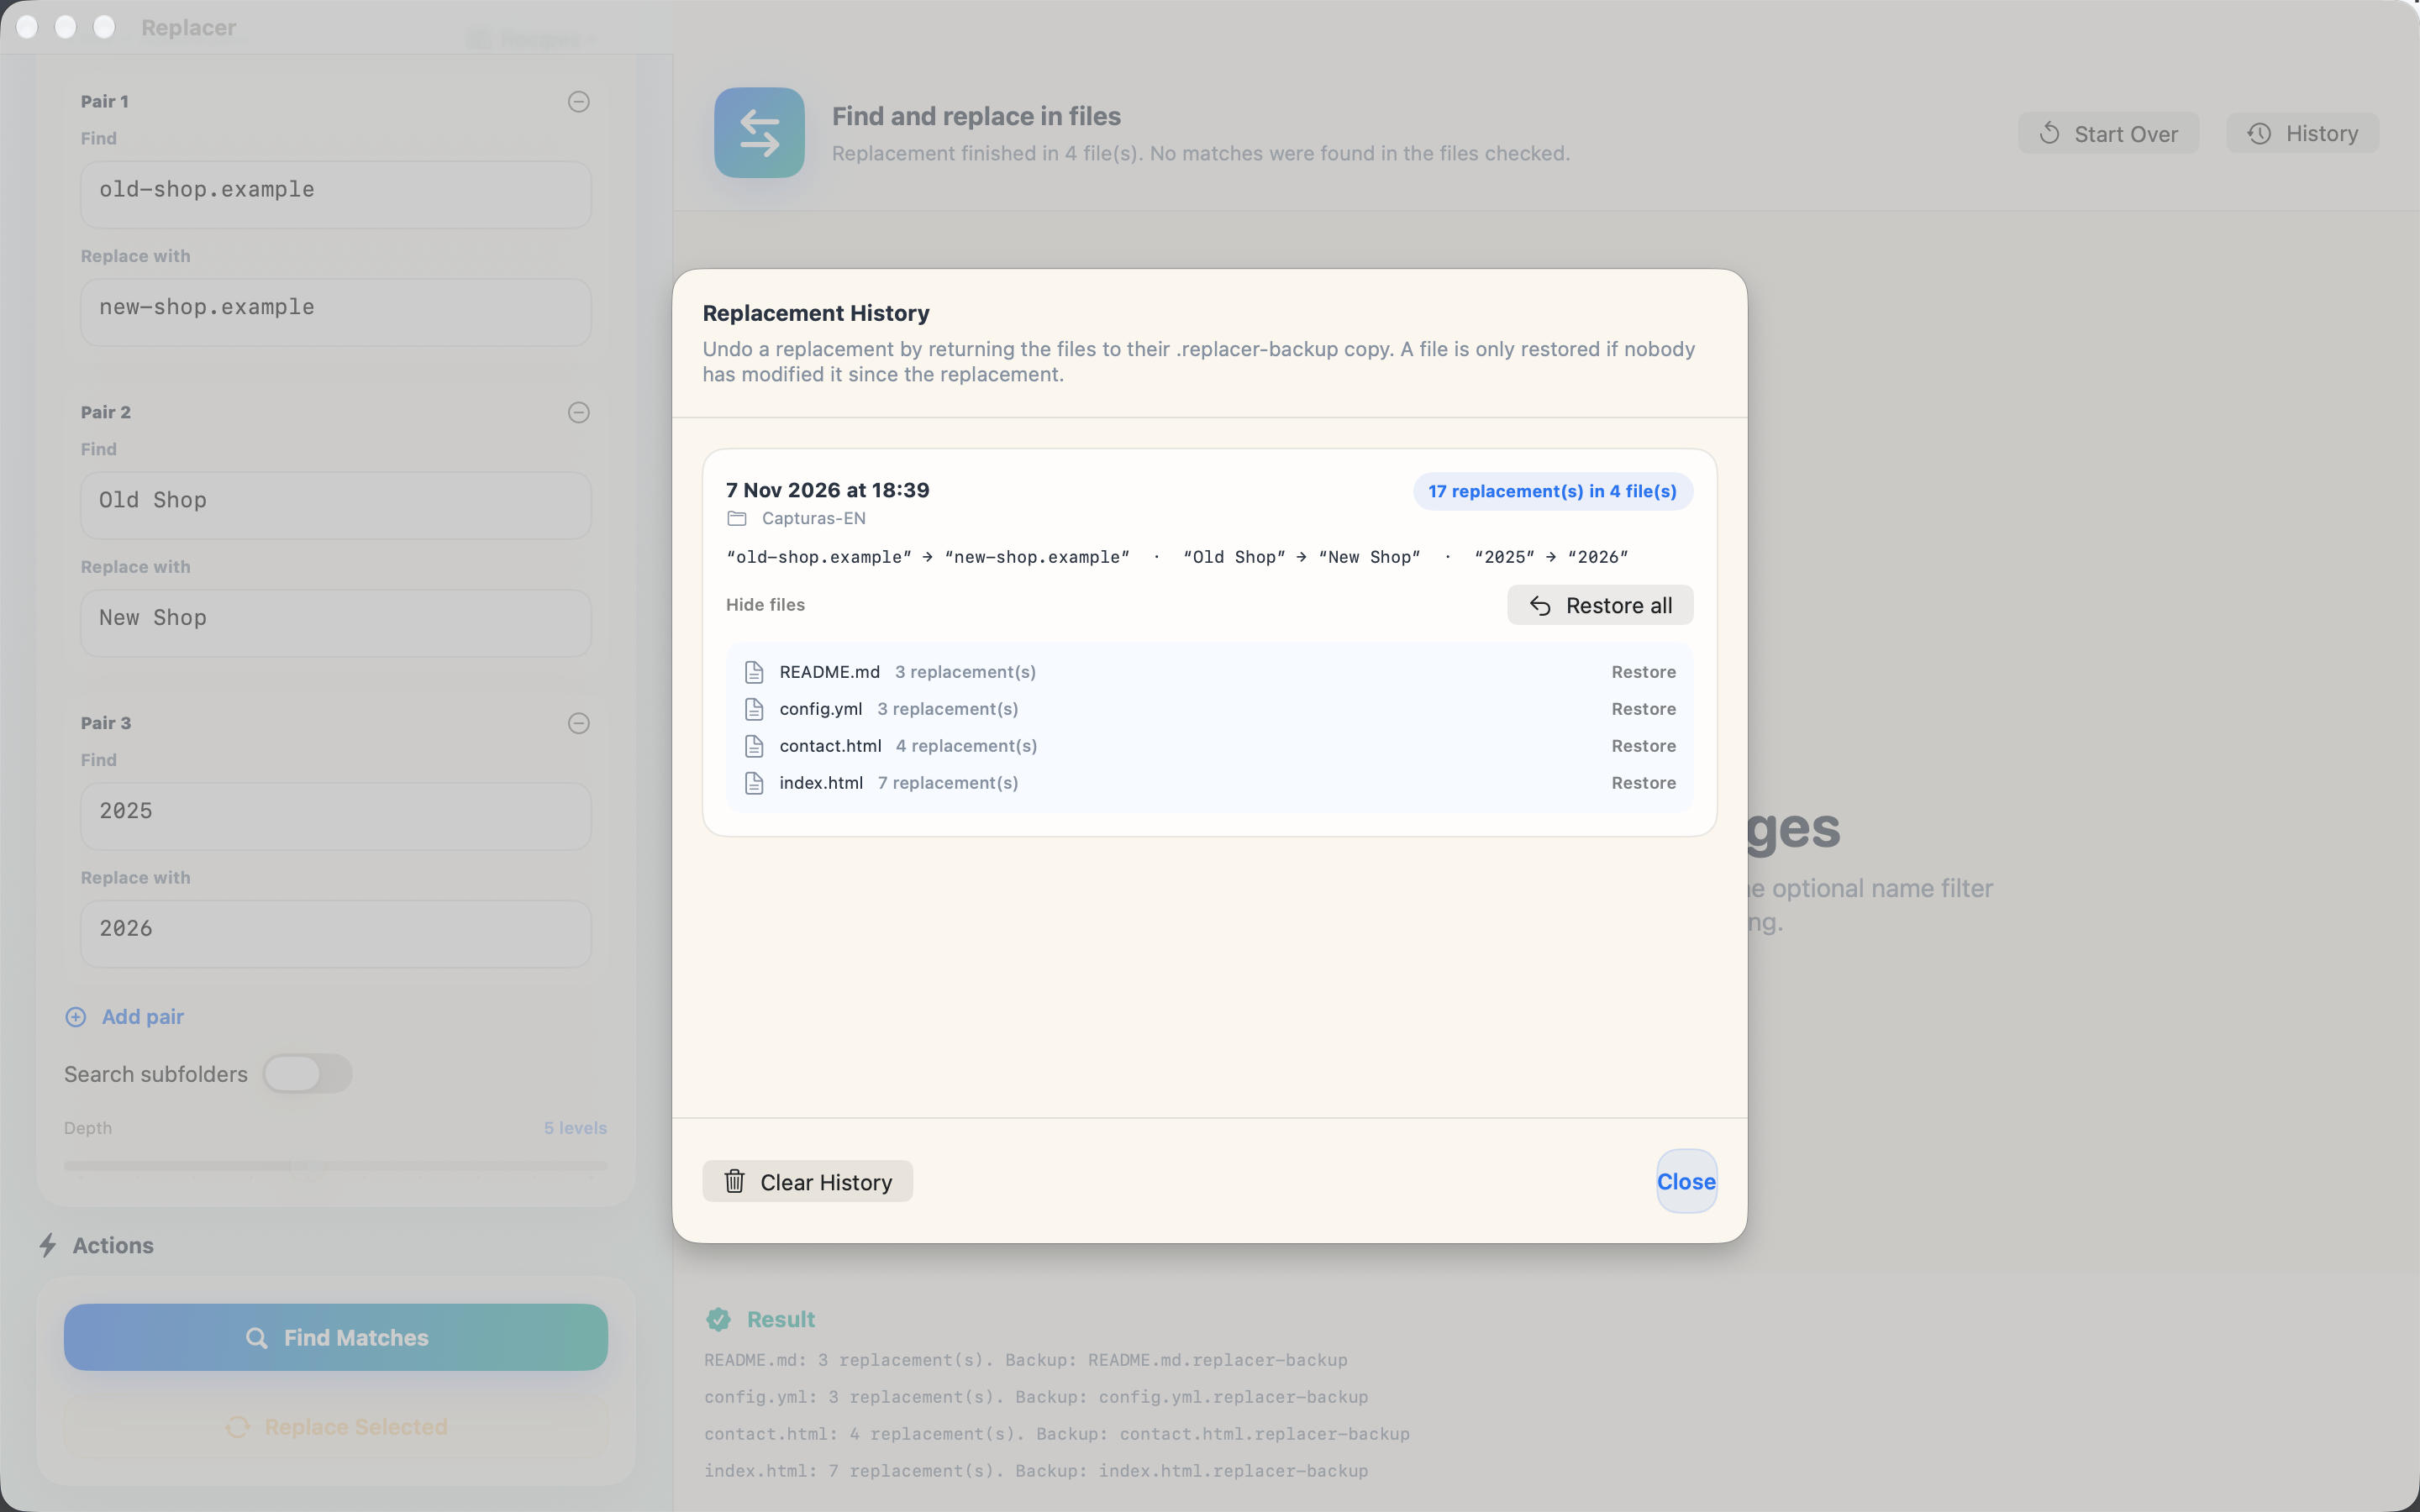 Replacer
Pair 1
Find
old-shop.example
Replace with
new-shop.example
Pair 2
Find
Old Shop
Replace with
New Shop
Pair 3
Find
2025
Replace with
2026
Add pair
Search subfolders
Depth
5 levels
Actions
Find Matches
Replace Selected
Find and replace in files
Replacement finished in 4 file(s). No matches were found in the files checked.
Start Over
History
Replacement History
Undo a replacement by returning the files to their .replacer-backup copy. A file is only restored if nobody
has modified it since the replacement.
7 Nov 2026 at 18:39
17 replacement(s) in 4 file(s)
Capturas-EN
“old-shop.example” → “new-shop.example” · “Old Shop” → “New Shop” · “2025” → “2026”
Hide files
Restore all
README.md 3 replacement(s) Restore
config.yml 3 replacement(s) Restore
contact.html 4 replacement(s) Restore
index.html 7 replacement(s) Restore
Clear History
Close
optional name filter
Result
README.md: 3 replacement(s). Backup: README.md.replacer-backup
config.yml: 3 replacement(s). Backup: config.yml.replacer-backup
contact.html: 4 replacement(s). Backup: contact.html.replacer-backup
index.html: 7 replacement(s). Backup: index.html.replacer-backup